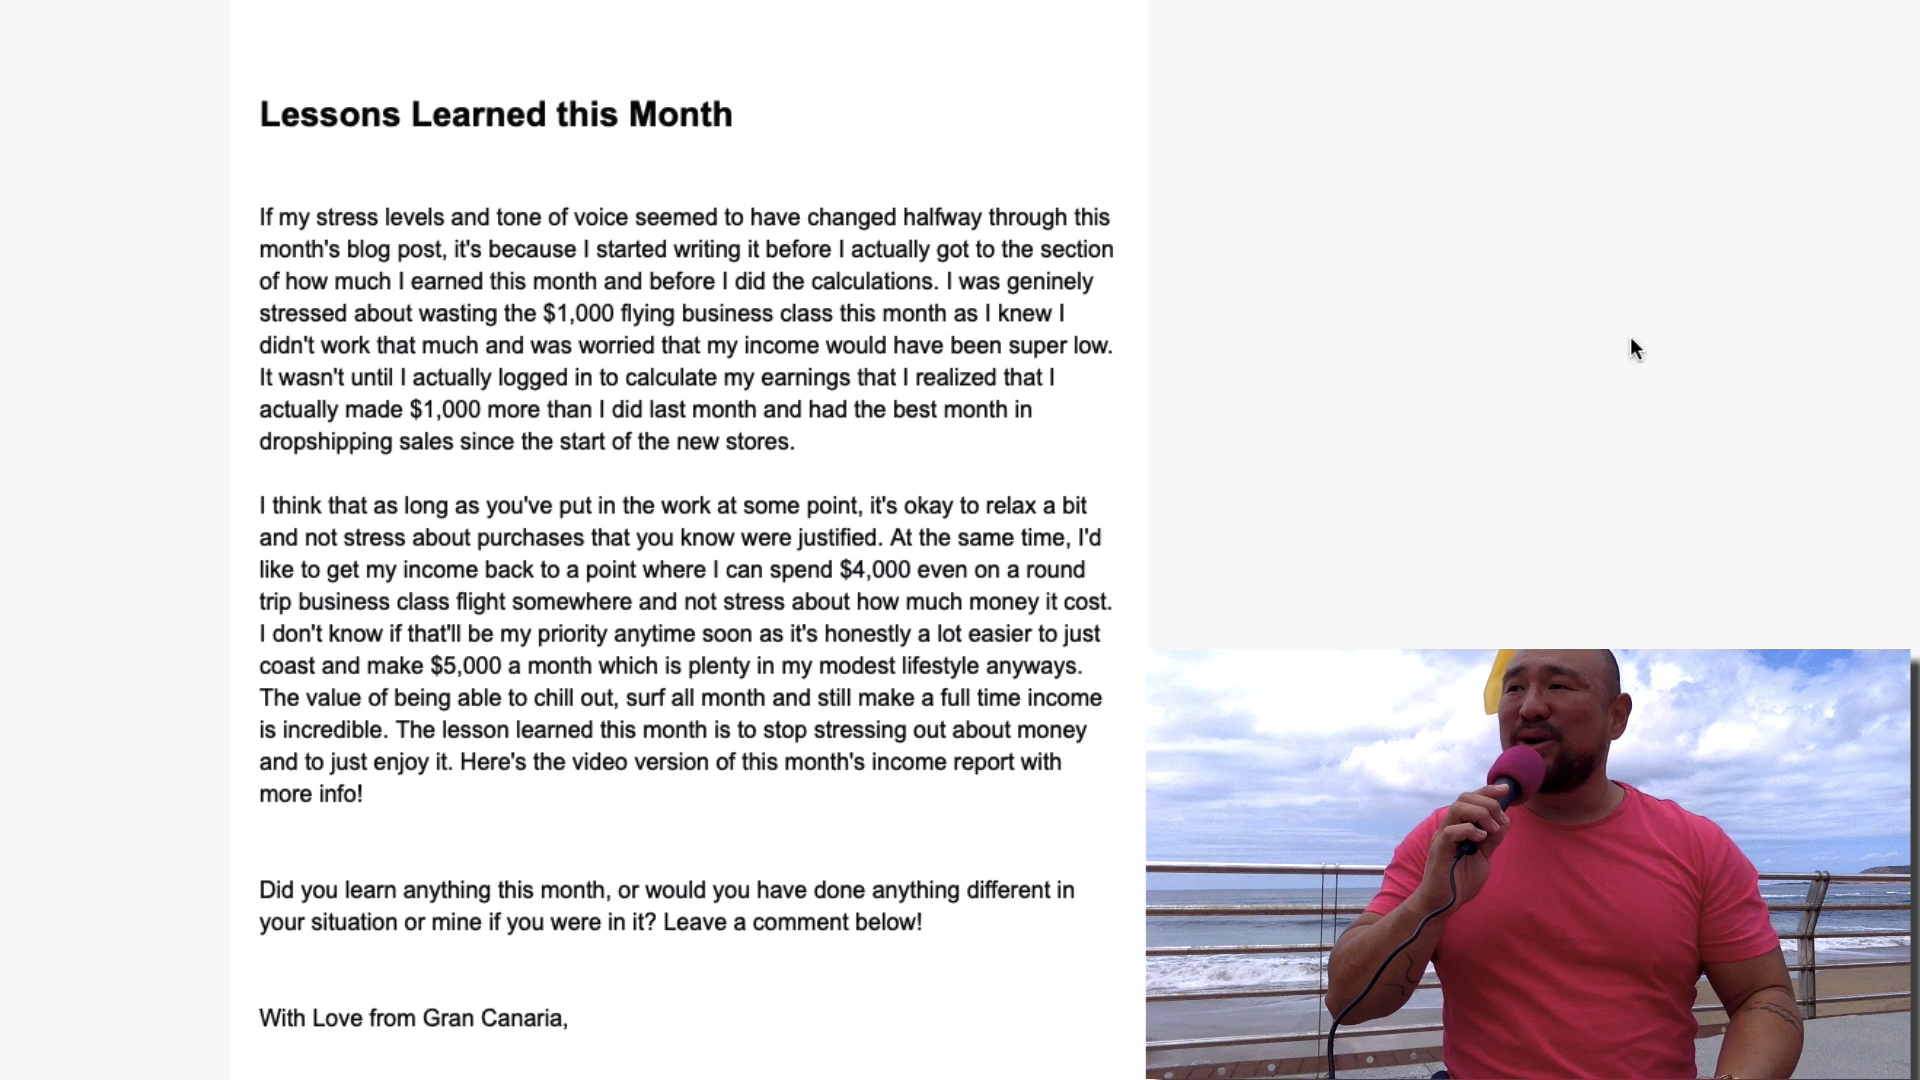 Lessons Learned this Month
If my stress levels and tone of voice seemed to have changed halfway through this
month's blog post, it's because I started writing it before I actually got to the section
of how much I earned this month and before I did the calculations. I was geninely
stressed about wasting the $1,000 flying business class this month as I knew I
didn't work that much and was worried that my income would have been super low.
It wasn't until I actually logged in to calculate my earnings that I realized that I
actually made $1,000 more than I did last month and had the best month in
dropshipping sales since the start of the new stores.
I think that as long as you've put in the work at some point, it's okay to relax a bit
and not stress about purchases that you know were justified. At the same time, I'd
like to get my income back to a point where I can spend $4,000 even on a round
trip business class flight somewhere and not stress about how much money it cost.
I don't know if that'll be my priority anytime soon as it's honestly a lot easier to just
coast and make $5,000 a month which is plenty in my modest lifestyle anyways.
The value of being able to chill out, surf all month and still make a full time income
is incredible. The lesson learned this month is to stop stressing out about money
and to just enjoy it. Here's the video version of this month's income report with
more info!
Did you learn anything this month, or would you have done anything different in
your situation or mine if you were in it? Leave a comment below!
With Love from Gran Canaria,